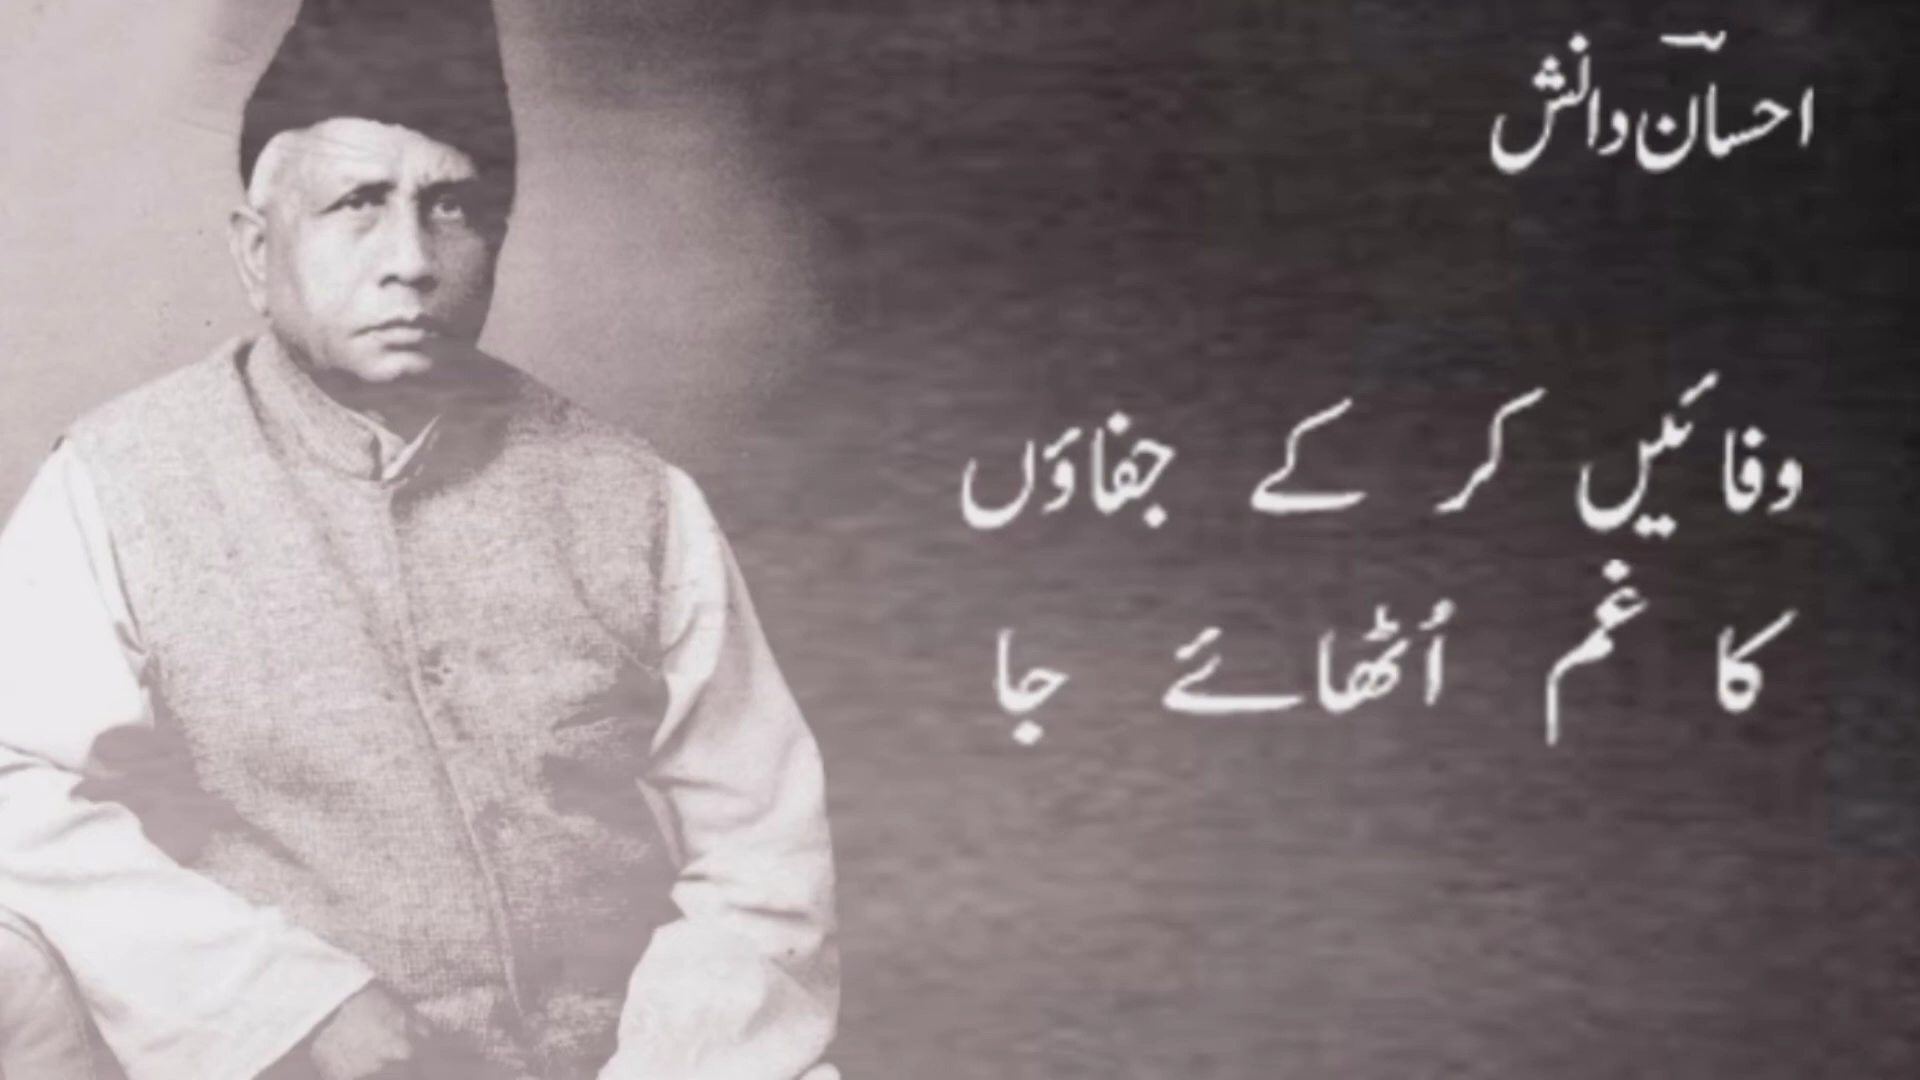 احسان دانش
وفائیں کر کے جفاؤں
کا غم اُٹھائے جا